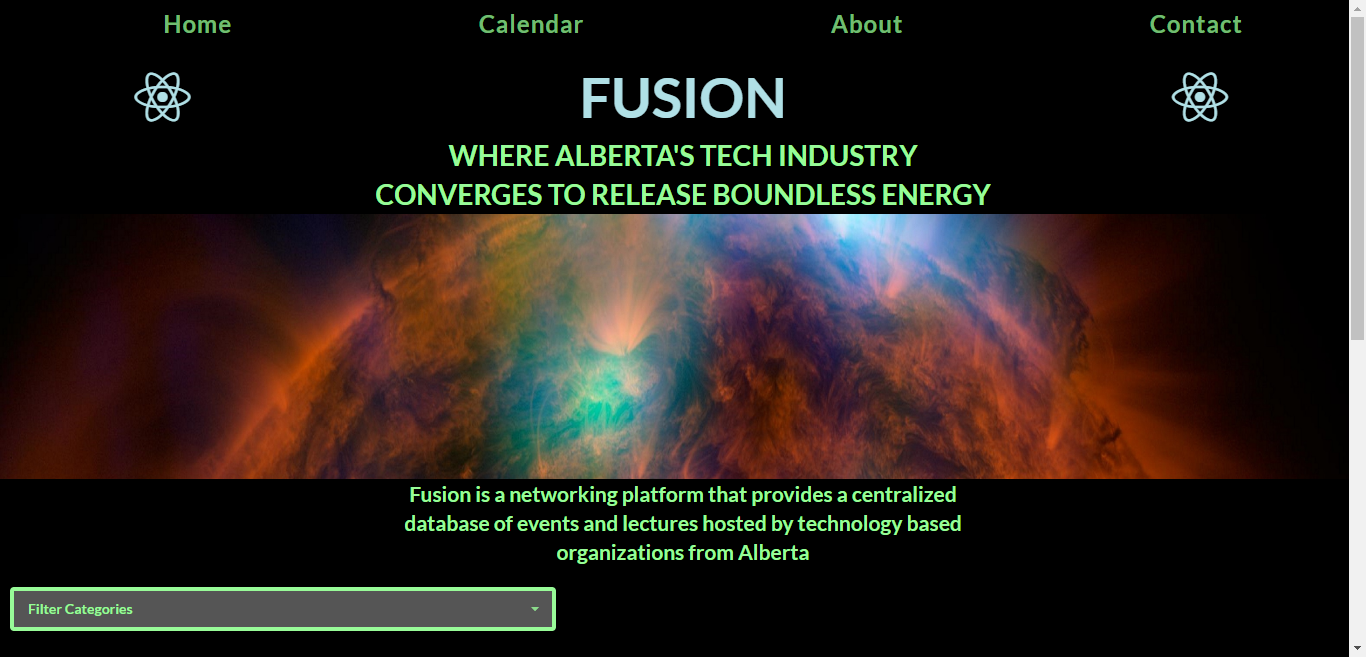 Home Calendar About Contact
FUSION
WHERE ALBERTA'S TECH INDUSTRY
CONVERGES TO RELEASE BOUNDLESS ENERGY
Fusion is a networking platform that provides a centralized
database of events and lectures hosted by technology based
organizations from Alberta
Filter Categories